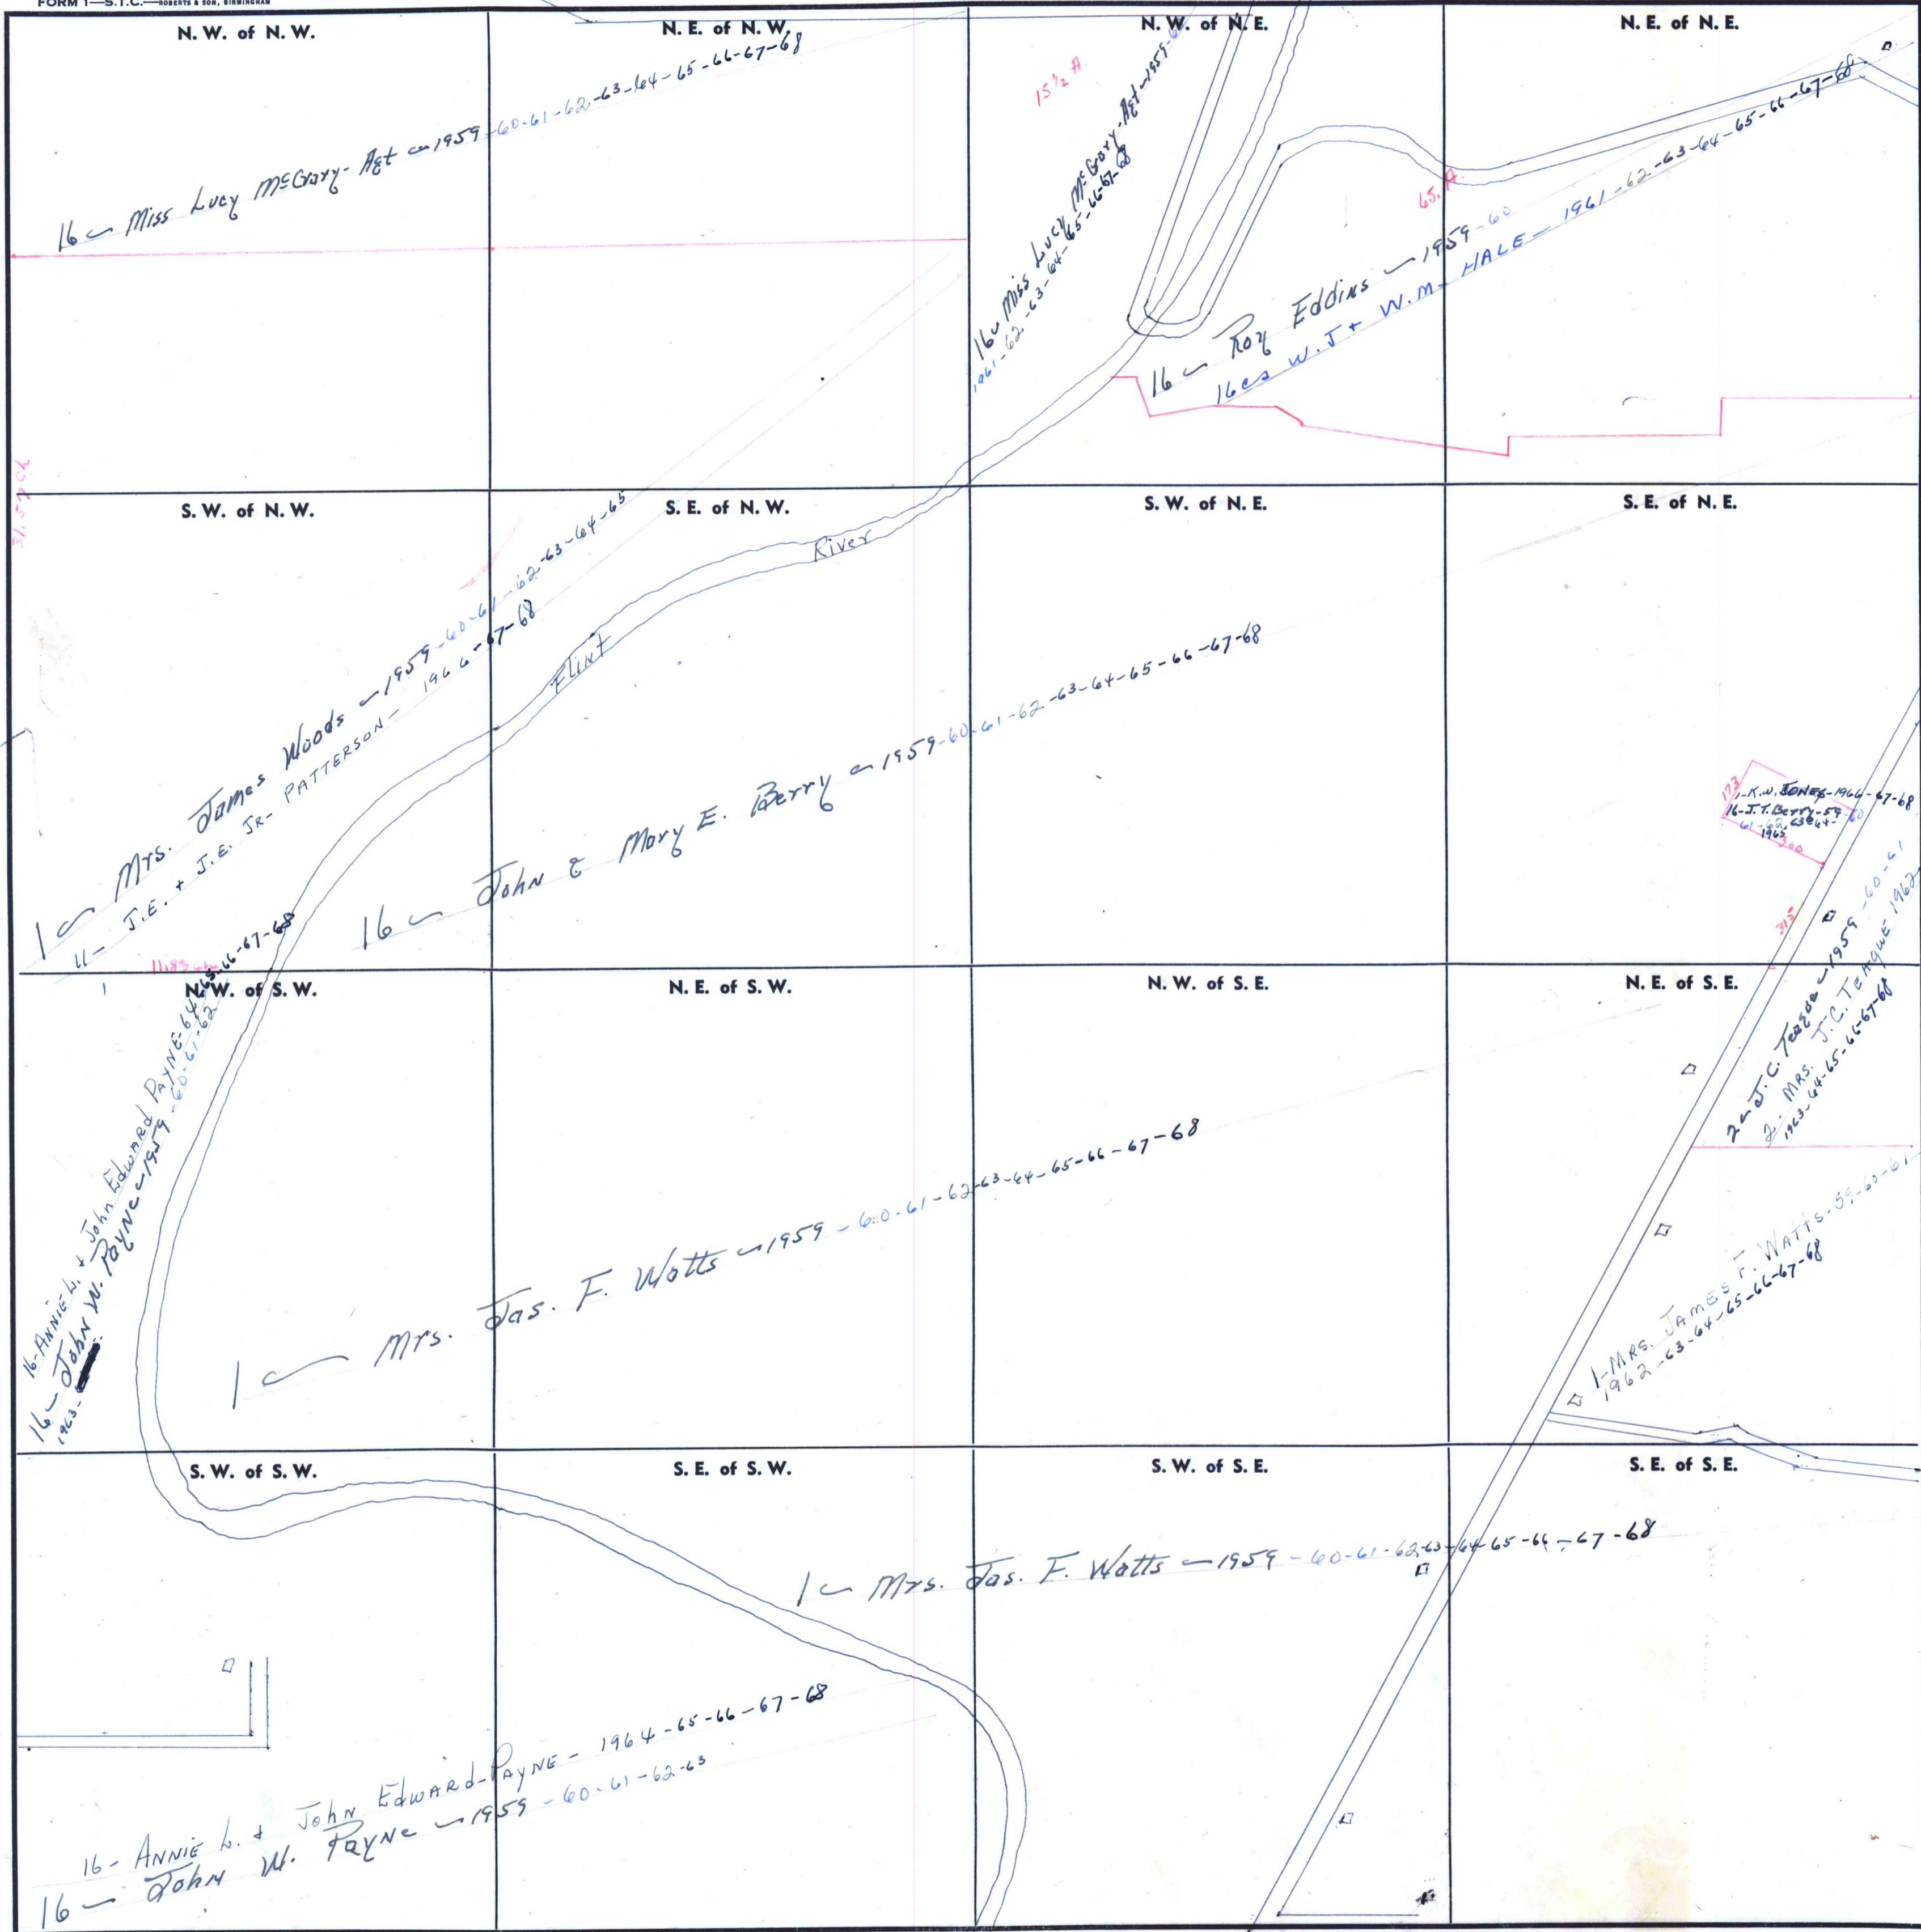 FORM 1—S.T.C.—ROBERTS & SON, BIRMINGHAM
N. W. of N. W.
N. E. of N. W.
N. W. of N. E.
N. E. of N. E.
16 Miss Lucy McCrary - Agt 1959-60-61-62-63-64-65-66-67-68
15 1/2 A.
16 Miss Lucy McCrary - Agt 1959-60
1961-62-63-64-65-66-67-68
65. A.
16 Roy Eddins 1959-60
16 W. J + W. M HALE - 1961-62-63-64-65-66-67-68
S. W. of N. W.
S. E. of N. W.
S. W. of N. E.
S. E. of N. E.
Flint River
1 Mrs. James Woods 1959-60-61-62-63-64-65
11- J.E. + J.E. JR- PATTERSON- 1966-67-68
16 John & Mary E. Berry 1959-60-61-62-63-64-65-66-67-68
173
1-K.W. JONES-1966-67-68
16-J.T. Berry-59-60
61-62 63 64-
1965
300
315
2 J.C. Teague 1959-60-61
2- MRS. J.C. TEAGUE 1962
1963-64-65-66-67-68
N. W. of S. W.
N. E. of S. W.
N. W. of S. E.
N. E. of S. E.
16-ANNIE L. + John Edward PAYNE-64-65-66-67-68
16 John W. Payne 1959-60-61-62
1963-
1 Mrs. Jas. F. Watts 1959-60-61-62-63-64-65-66-67-68
1-MRS. JAMES F. WATTS-59-60-61
1962-63-64-65-66-67-68
S. W. of S. W.
S. E. of S. W.
S. W. of S. E.
S. E. of S. E.
1 Mrs. Jas. F. Watts 1959-60-61-62-63-64-65-66-67-68
16- ANNIE L. + John EdwARd-PAYNE- 1964-65-66-67-68
16 John W. Payne 1959-60-61-62-63